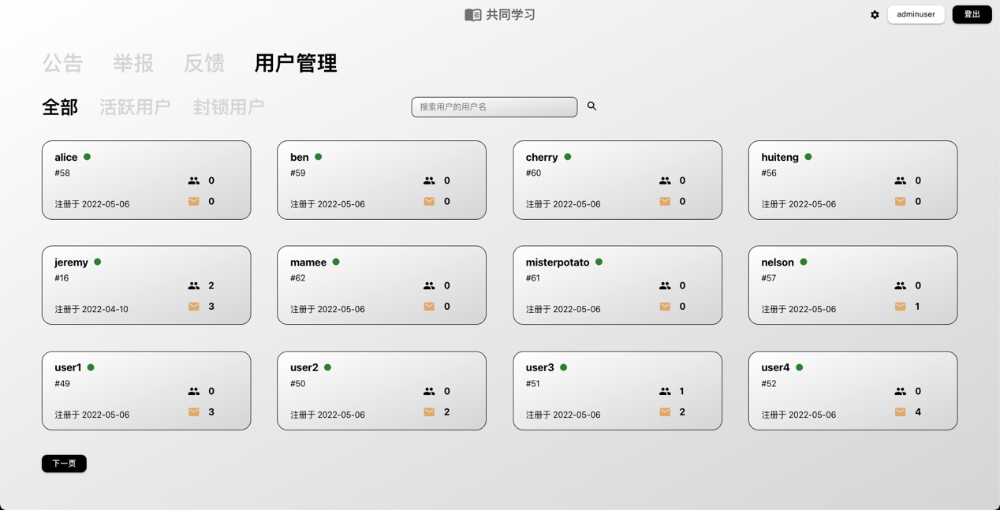 共同学习
adminuser
登出
公告 举报 反馈 用户管理
全部 活跃用户 封锁用户
搜索用户的用户名
alice
#58
0
注册于 2022-05-06
0
ben
#59
0
注册于 2022-05-06
0
cherry
#60
0
注册于 2022-05-06
0
huiteng
#56
0
注册于 2022-05-06
0
jeremy
#16
2
注册于 2022-04-10
3
mamee
#62
0
注册于 2022-05-06
0
misterpotato
#61
0
注册于 2022-05-06
0
nelson
#57
0
注册于 2022-05-06
1
user1
#49
0
注册于 2022-05-06
3
user2
#50
0
注册于 2022-05-06
2
user3
#51
1
注册于 2022-05-06
2
user4
#52
0
注册于 2022-05-06
4
下一页